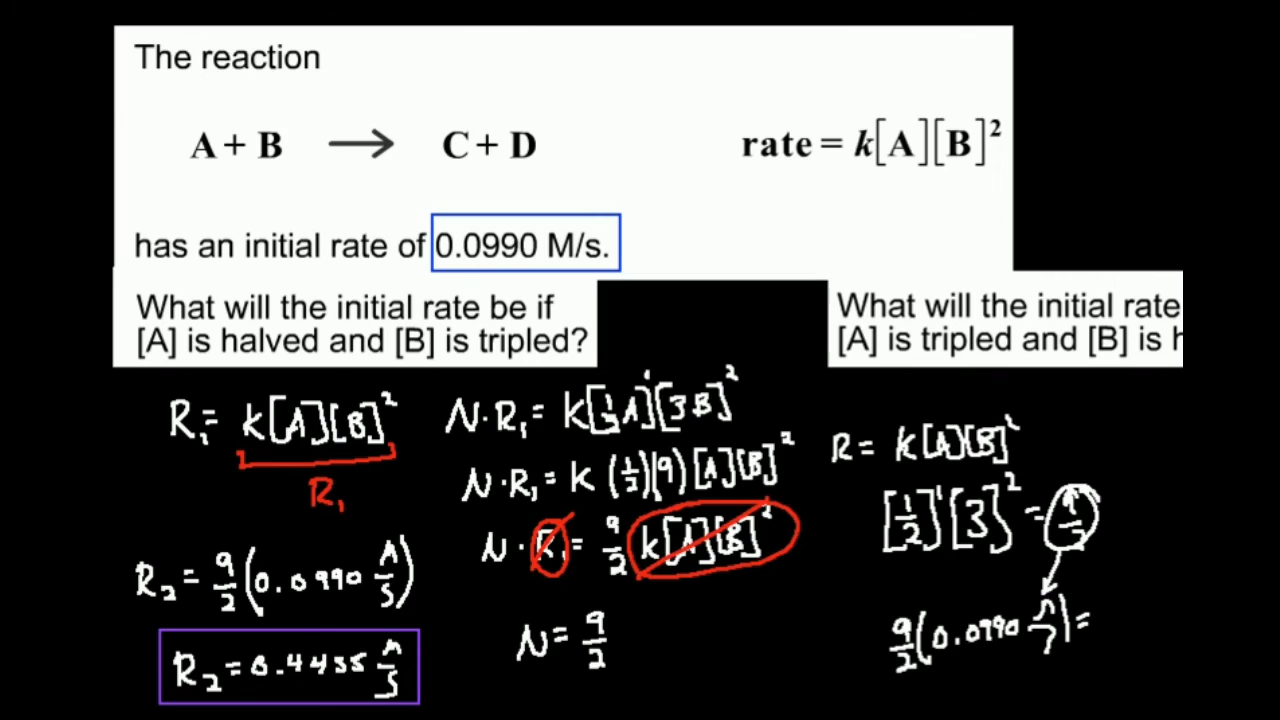 The reaction
A + B → C + D
rate = k[A][B]²
has an initial rate of 0.0990 M/s.
What will the initial rate be if
[A] is halved and [B] is tripled?
R₁ = k[A][B]²
R₁
R₂ = 9/2 (0.0990 M/S)
R₂ = 0.4455 M/S
N·R₁ = k[½A]¹[3B]²
N·R₁ = k (½)(9) [A][B]²
N·R₁ = 9/2 k[A][B]²
N = 9/2
What will the initial rate
[A] is tripled and [B] is
R = k[A][B]²
[½]¹[3]² = 9/2
9/2 (0.0990 M/S) =